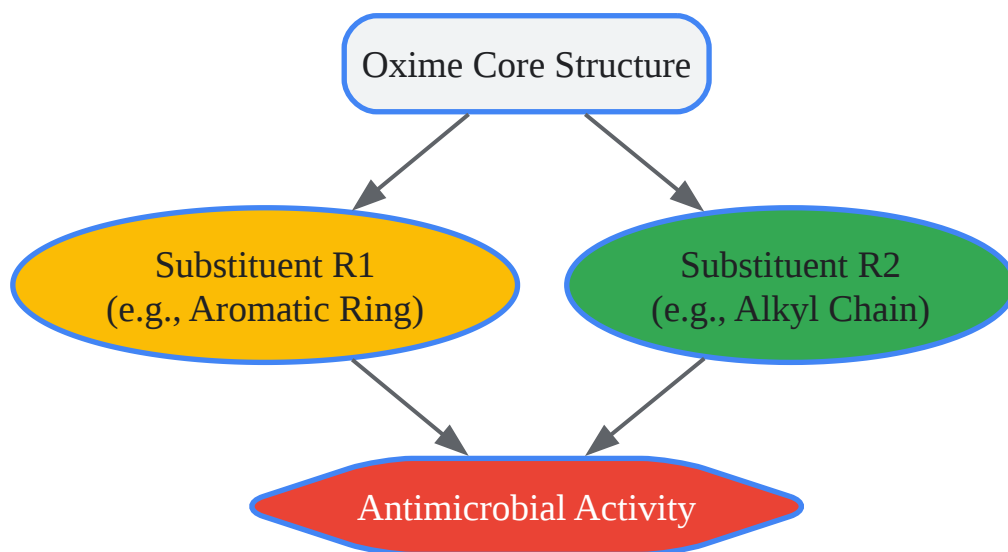 Oxime Core Structure
Substituent R1
(e.g., Aromatic Ring)
Substituent R2
(e.g., Alkyl Chain)
Antimicrobial Activity